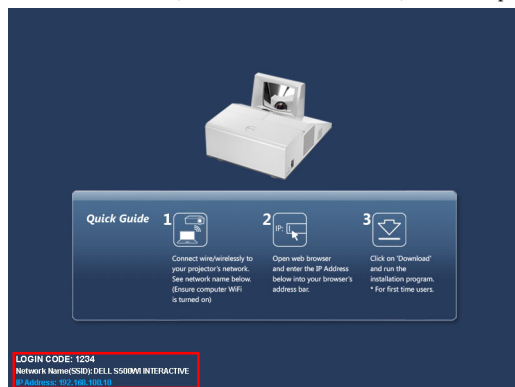 Quick Guide
1
Connect wire/wirelessly to
your projector's network.
See network name below.
(Ensure computer WiFi
is turned on)
2
IP:
Open web browser
and enter the IP Address
below into your browser's
address bar.
3
Click on 'Download'
and run the
installation program.
* For first time users.
LOGIN CODE: 1234
Network Name(SSID): DELL S500WI INTERACTIVE
IP Address: 192.168.100.10